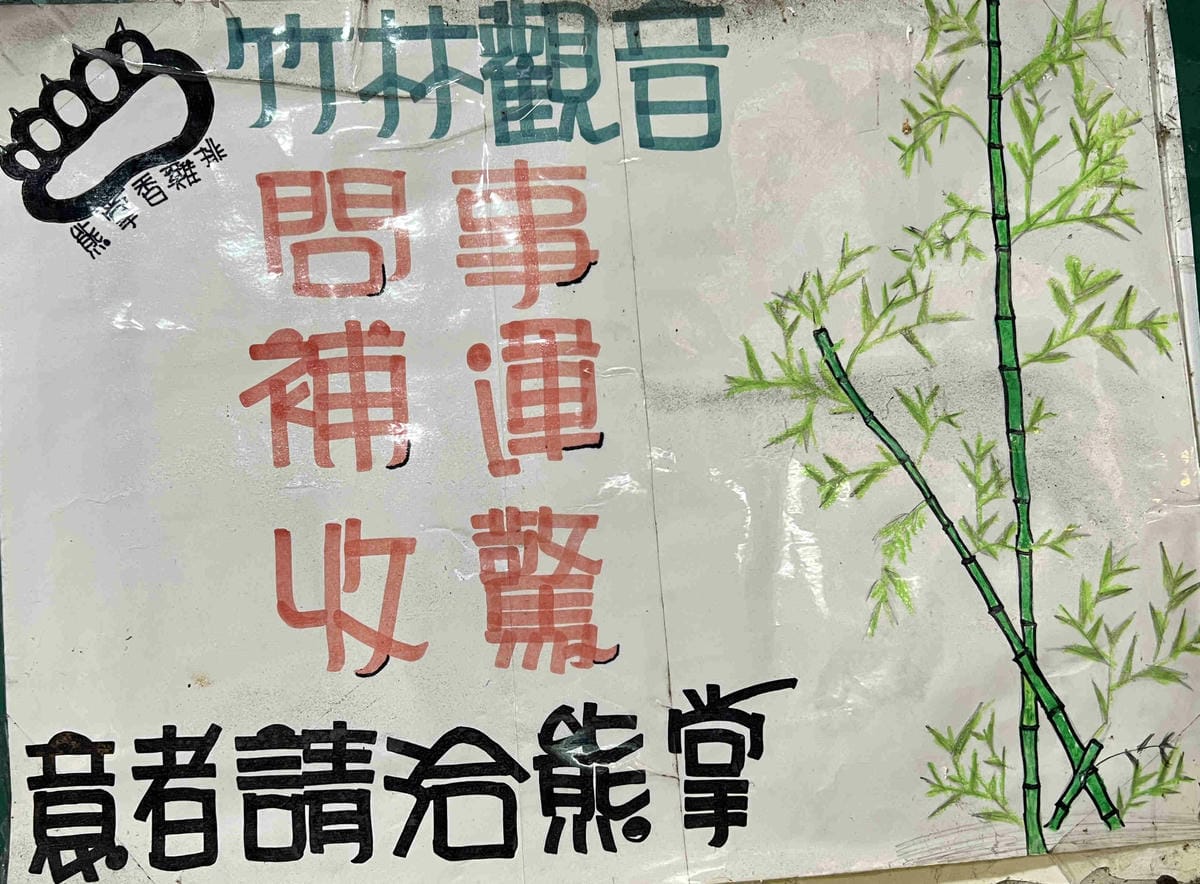 竹林觀音
熊掌香雞排
問事
補運
收驚
意者請洽熊掌